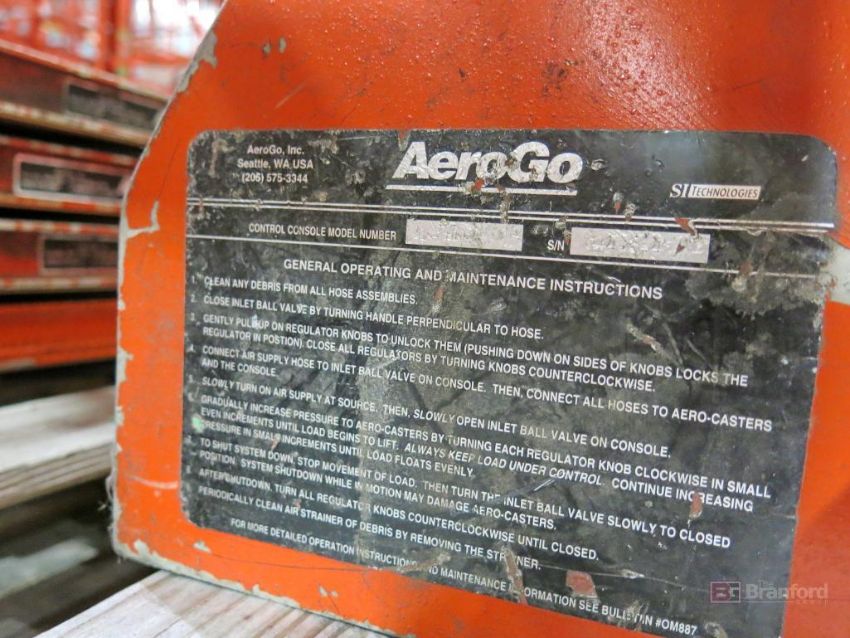 AeroGo, Inc.
Seattle, WA USA
(206) 575-3344
AeroGo
SI TECHNOLOGIES
CONTROL CONSOLE MODEL NUMBER
S/N
GENERAL OPERATING AND MAINTENANCE INSTRUCTIONS
1. CLEAN ANY DEBRIS FROM ALL HOSE ASSEMBLIES.
2. CLOSE INLET BALL VALVE BY TURNING HANDLE PERPENDICULAR TO HOSE.
3. GENTLY PULL UP ON REGULATOR KNOBS TO UNLOCK THEM (PUSHING DOWN ON SIDES OF KNOBS LOCKS THE
REGULATOR IN POSTION). CLOSE ALL REGULATORS BY TURNING KNOBS COUNTERCLOCKWISE.
4. CONNECT AIR SUPPLY HOSE TO INLET BALL VALVE ON CONSOLE. THEN, CONNECT ALL HOSES TO AERO-CASTERS
AND THE CONSOLE.
5. SLOWLY TURN ON AIR SUPPLY AT SOURCE. THEN, SLOWLY OPEN INLET BALL VALVE ON CONSOLE.
6. GRADUALLY INCREASE PRESSURE TO AERO-CASTERS BY TURNING EACH REGULATOR KNOB CLOCKWISE IN SMALL
EVEN INCREMENTS UNTIL LOAD BEGINS TO LIFT. ALWAYS KEEP LOAD UNDER CONTROL. CONTINUE INCREASING
PRESSURE IN SMALL INCREMENTS UNTIL LOAD FLOATS EVENLY.
7. TO SHUT SYSTEM DOWN, STOP MOVEMENT OF LOAD. THEN TURN THE INLET BALL VALVE SLOWLY TO CLOSED
POSITION. SYSTEM SHUTDOWN WHILE IN MOTION MAY DAMAGE AERO-CASTERS.
AFTER SHUTDOWN, TURN ALL REGULATOR KNOBS COUNTERCLOCKWISE UNTIL CLOSED.
PERIODICALLY CLEAN AIR STRAINER OF DEBRIS BY REMOVING THE STRAINER.
FOR MORE DETAILED OPERATION INSTRUCTIONS AND MAINTENANCE INFORMATION SEE BULLETIN #OM887
The
Branford
GROUP